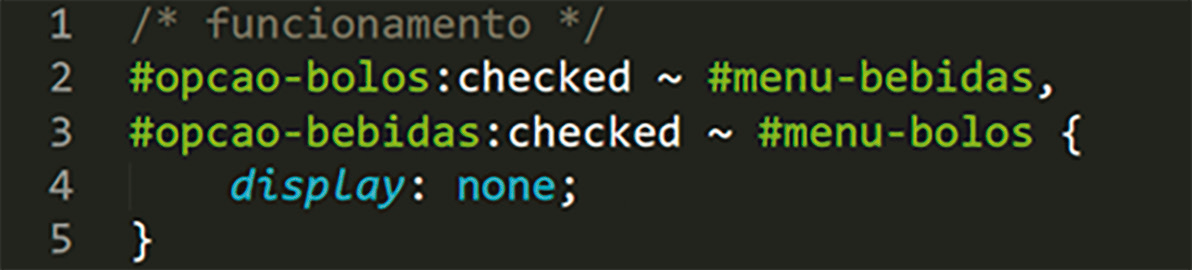 1 /* funcionamento */
2 #opcao-bolos:checked ~ #menu-bebidas,
3 #opcao-bebidas:checked ~ #menu-bolos {
4     display: none;
5 }